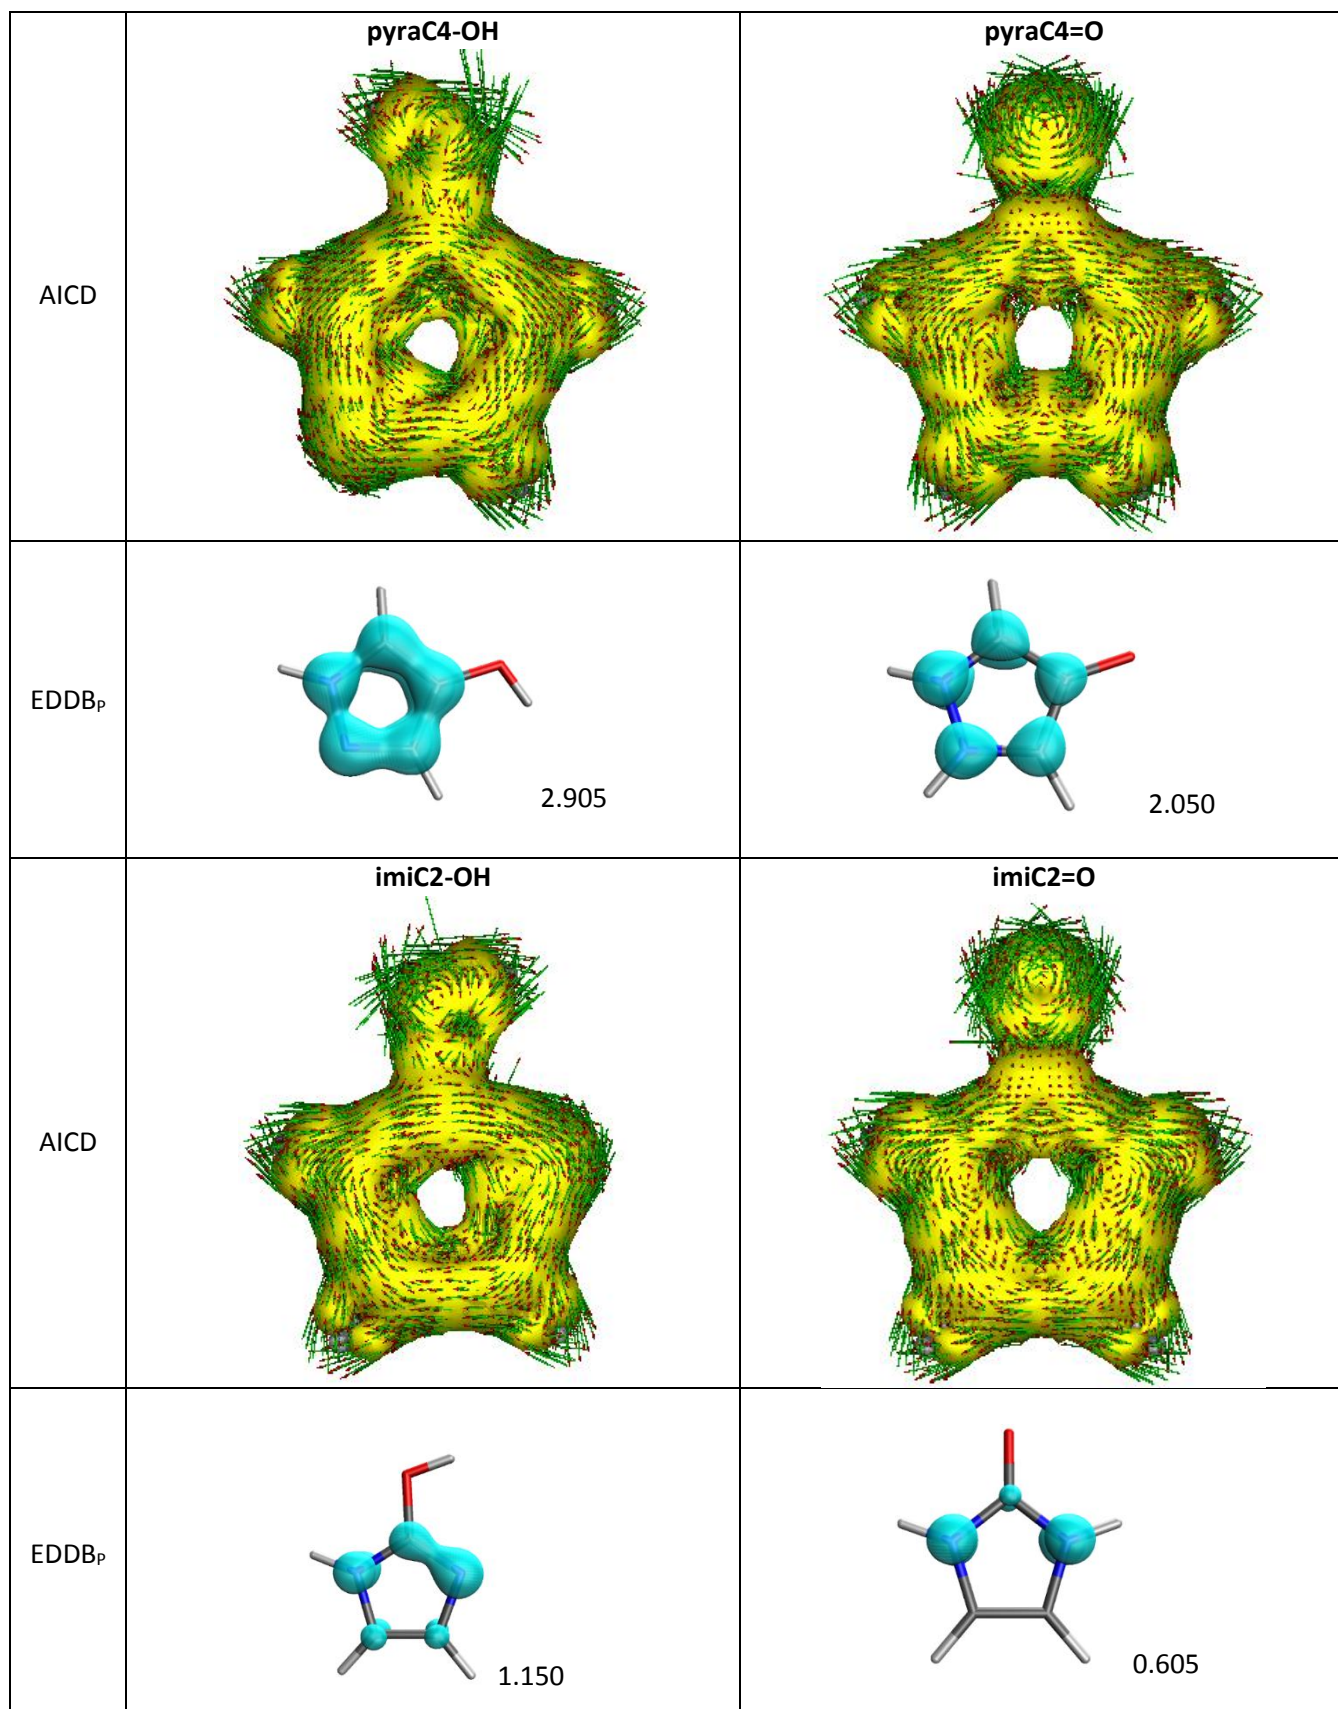 pyraC4-OH pyraC4=O
AICD
EDDBP
2.905 2.050
imiC2-OH imiC2=O
AICD
EDDBP
1.150 0.605